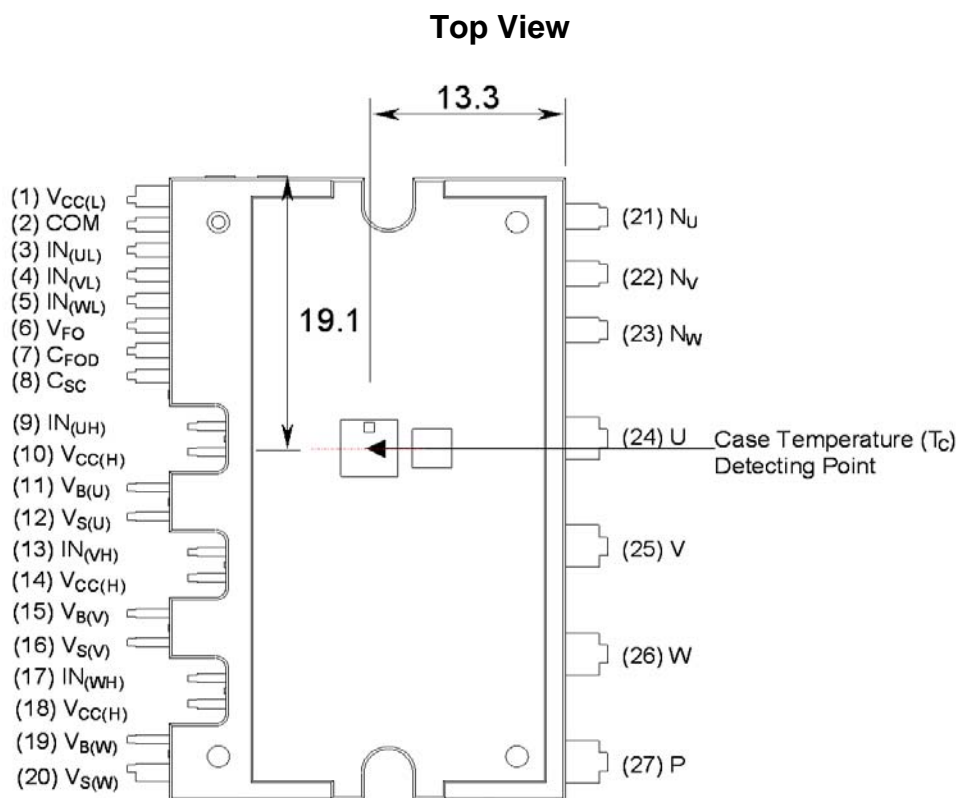 Top View
13.3
19.1
(1) VCC(L)
(2) COM
(3) IN(UL)
(4) IN(VL)
(5) IN(WL)
(6) VFO
(7) CFOD
(8) CSC
(9) IN(UH)
(10) VCC(H)
(11) VB(U)
(12) VS(U)
(13) IN(VH)
(14) VCC(H)
(15) VB(V)
(16) VS(V)
(17) IN(WH)
(18) VCC(H)
(19) VB(W)
(20) VS(W)
(21) NU
(22) NV
(23) NW
(24) U
(25) V
(26) W
(27) P
Case Temperature (TC)
Detecting Point